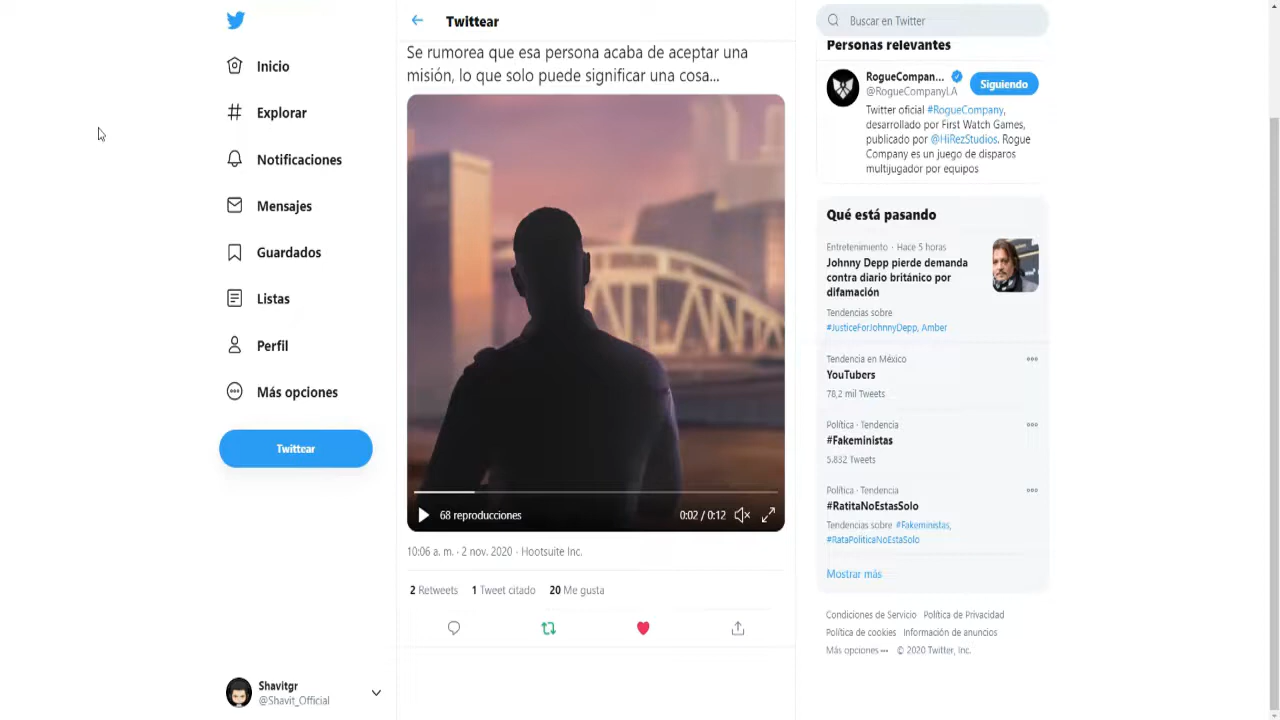 Inicio
Explorar
Notificaciones
Mensajes
Guardados
Listas
Perfil
Más opciones
Twittear
Shavitgr
@Shavit_Official
Twittear
Se rumorea que esa persona acaba de aceptar una
misión, lo que solo puede significar una cosa...
68 reproducciones
0:02 / 0:12
10:06 a. m. · 2 nov. 2020 · Hootsuite Inc.
2 Retweets 1 Tweet citado 20 Me gusta
Buscar en Twitter
Personas relevantes
RogueCompan...
@RogueCompanyLA
Siguiendo
Twitter oficial #RogueCompany,
desarrollado por First Watch Games,
publicado por @HiRezStudios. Rogue
Company es un juego de disparos
multijugador por equipos
Qué está pasando
Entretenimiento · Hace 5 horas
Johnny Depp pierde demanda
contra diario británico por
difamación
Tendencias sobre
#JusticeForJohnnyDepp, Amber
Tendencia en México
YouTubers
78,2 mil Tweets
Política · Tendencia
#Fakeministas
5.832 Tweets
Política · Tendencia
#RatitaNoEstasSolo
Tendencias sobre #Fakeministas,
#RataPoliticaNoEstaSolo
Mostrar más
Condiciones de Servicio Política de Privacidad
Política de cookies Información de anuncios
Más opciones ••• © 2020 Twitter, Inc.